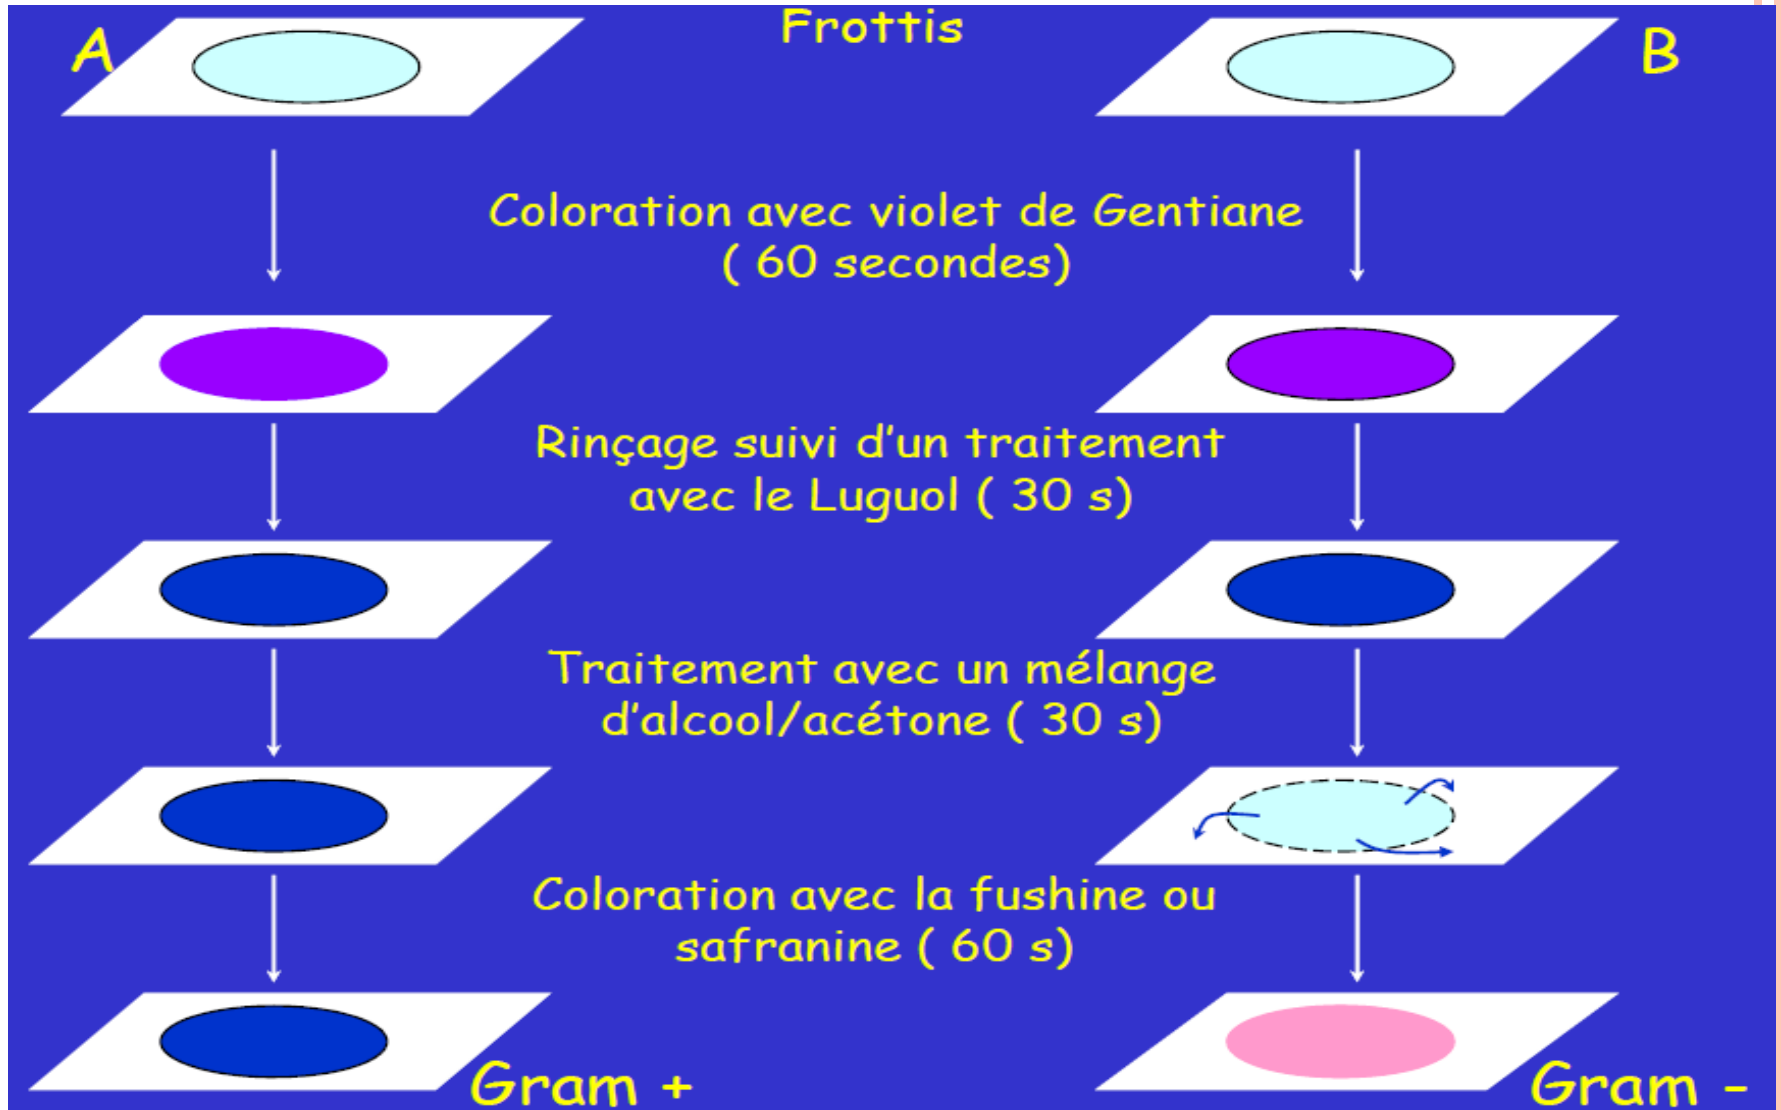 Frottis
A
B
Coloration avec violet de Gentiane
( 60 secondes)
Rinçage suivi d'un traitement
avec le Luguol ( 30 s)
Traitement avec un mélange
d'alcool/acétone ( 30 s)
Coloration avec la fushine ou
safranine ( 60 s)
Gram +
Gram -